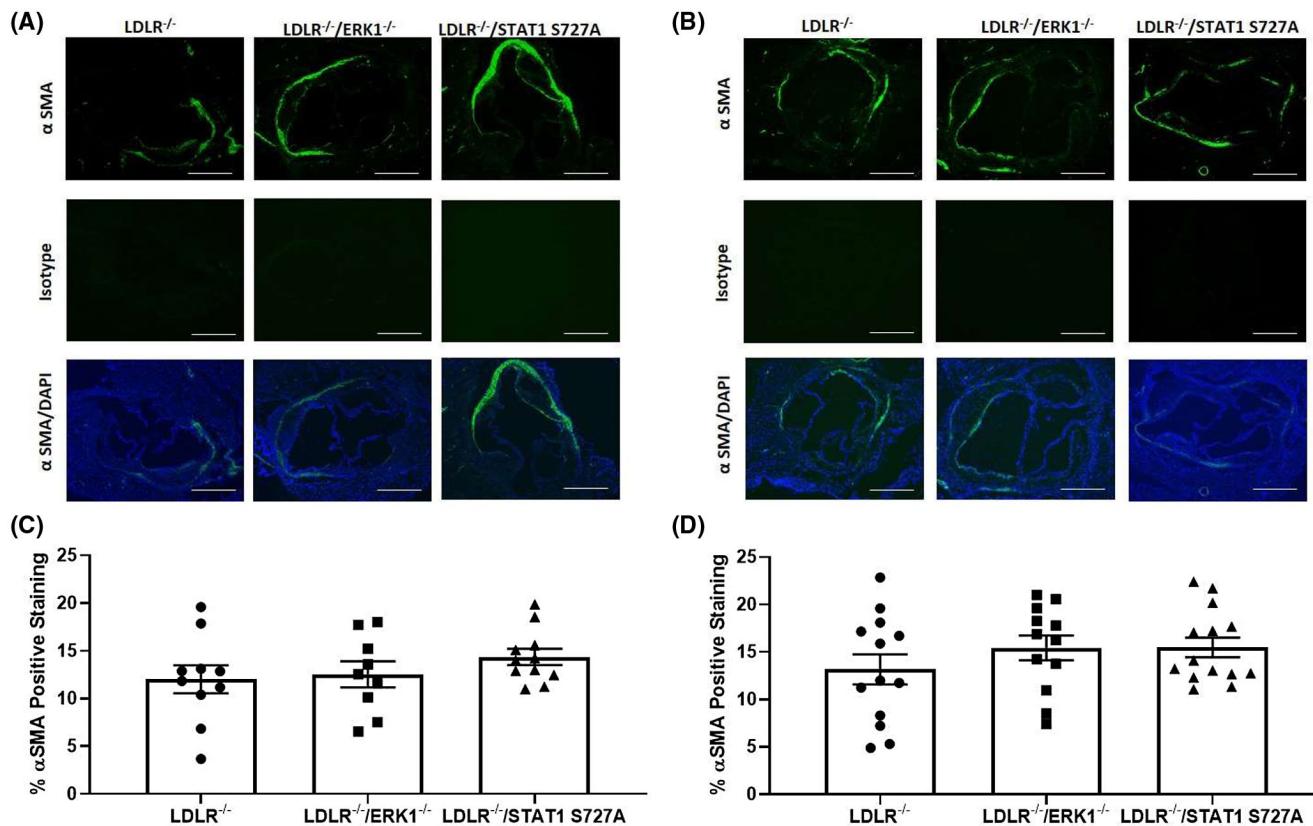 (A)
LDLR-/-
LDLR-/-/ERK1-/-
LDLR-/-/STAT1 S727A
α SMA
Isotype
α SMA/DAPI
(B)
LDLR-/-
LDLR-/-/ERK1-/-
LDLR-/-/STAT1 S727A
α SMA
Isotype
α SMA/DAPI
(C)
% αSMA Positive Staining
25
20
15
10
5
0
LDLR-/-
LDLR-/-/ERK1-/-
LDLR-/-/STAT1 S727A
(D)
% αSMA Positive Staining
25
20
15
10
5
0
LDLR-/-
LDLR-/-/ERK1-/-
LDLR-/-/STAT1 S727A